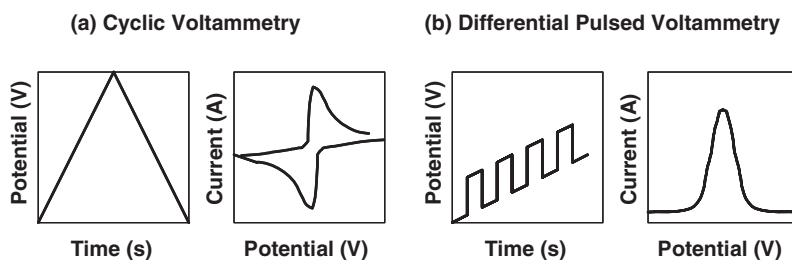 (a) Cyclic Voltammetry
(b) Differential Pulsed Voltammetry
Potential (V)
Time (s)
Current (A)
Potential (V)
Potential (V)
Time (s)
Current (A)
Potential (V)